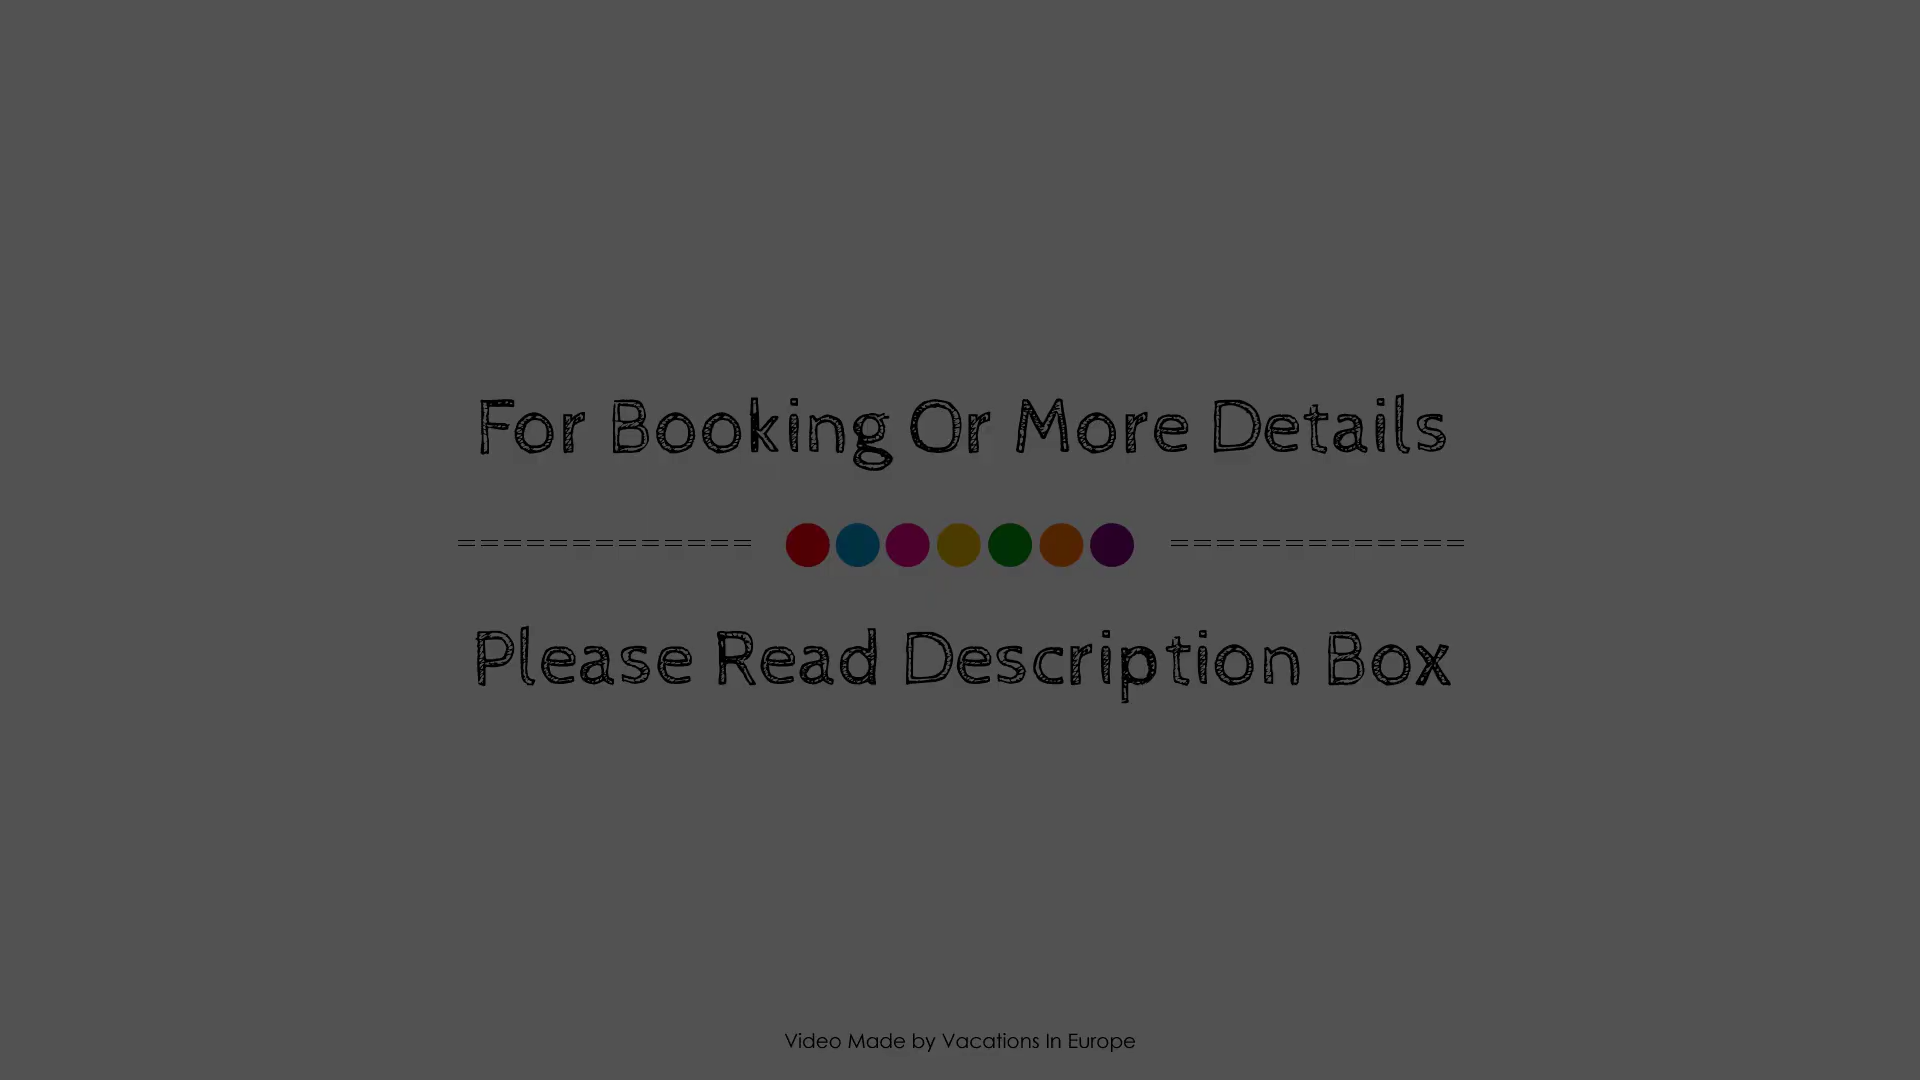 For Booking Or More Details
============= =============
Please Read Description Box
Video Made by Vacations In Europe